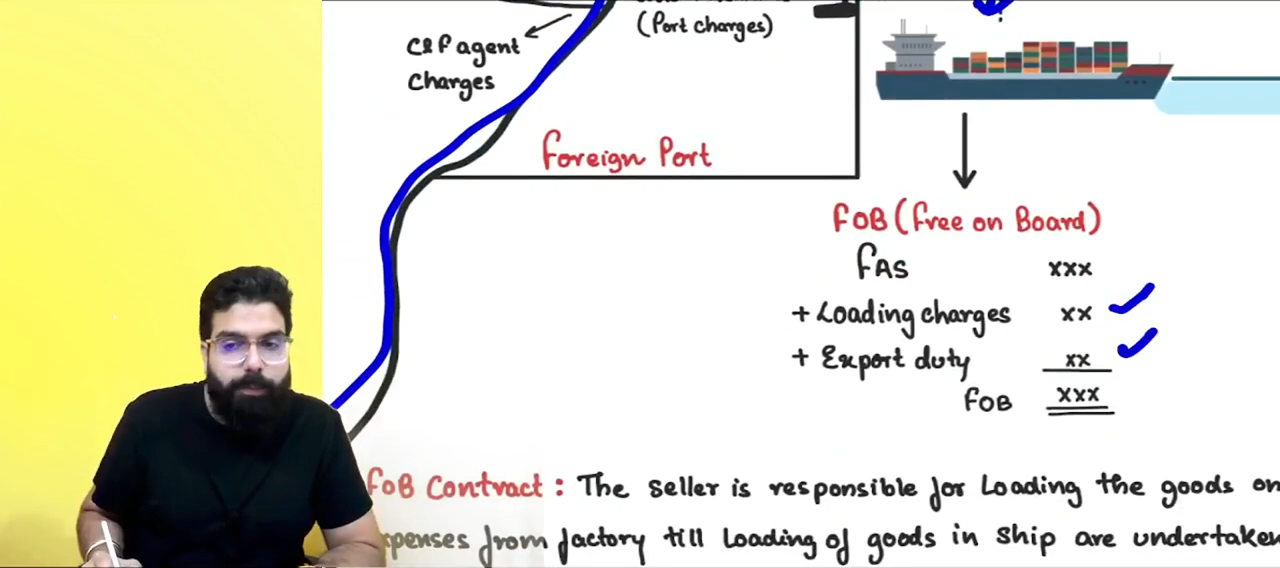 (Port charges)
C&F agent
Charges
Foreign Port
FOB (Free on Board)
FAS xxx
+ Loading charges xx
+ Export duty xx
FOB xxx
FOB Contract : The seller is responsible for Loading the goods on
from factory till Loading of goods in ship are undertaken